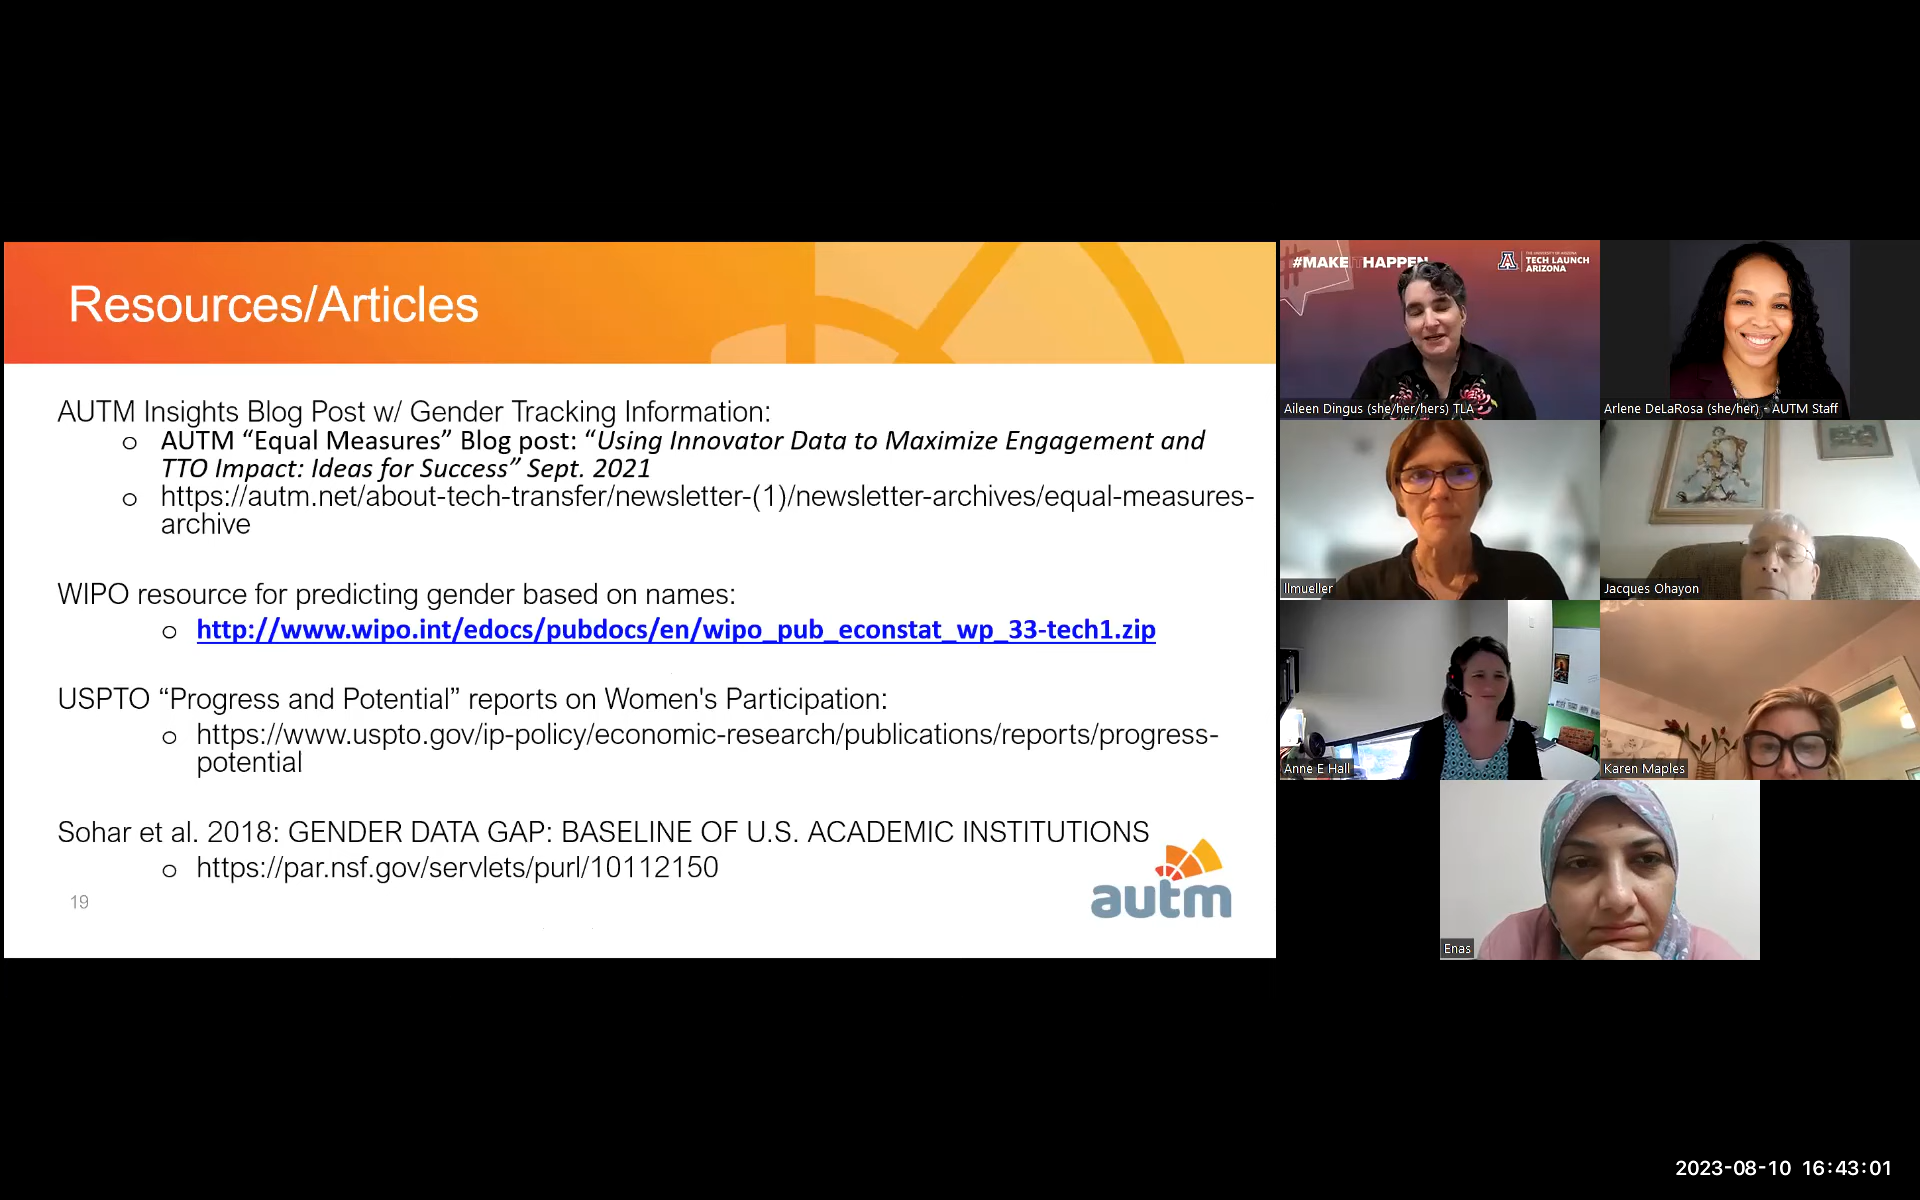 Resources/Articles
AUTM Insights Blog Post w/ Gender Tracking Information:
o AUTM “Equal Measures” Blog post: “Using Innovator Data to Maximize Engagement and
TTO Impact: Ideas for Success” Sept. 2021
o https://autm.net/about-tech-transfer/newsletter-(1)/newsletter-archives/equal-measures-
archive
WIPO resource for predicting gender based on names:
o http://www.wipo.int/edocs/pubdocs/en/wipo_pub_econstat_wp_33-tech1.zip
USPTO “Progress and Potential” reports on Women's Participation:
o https://www.uspto.gov/ip-policy/economic-research/publications/reports/progress-
potential
Sohar et al. 2018: GENDER DATA GAP: BASELINE OF U.S. ACADEMIC INSTITUTIONS
o https://par.nsf.gov/servlets/purl/10112150
19
autm
#MAKEITHAPPEN
THE UNIVERSITY OF ARIZONA
TECH LAUNCH
ARIZONA
Aileen Dingus (she/her/hers) TLA
Arlene DeLaRosa (she/her) - AUTM Staff
llmueller
Jacques Ohayon
Anne E Hall
Karen Maples
Enas
2023-08-10 16:43:01